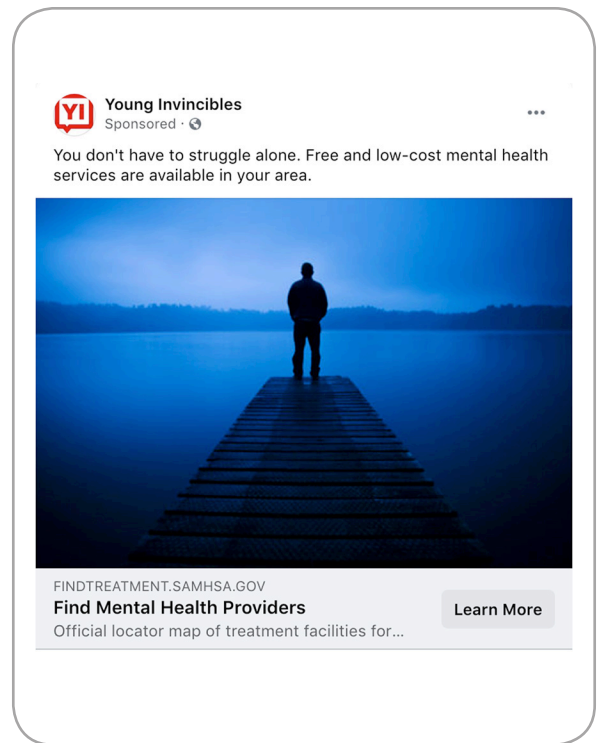 YI
Young Invincibles
Sponsored ·
You don't have to struggle alone. Free and low-cost mental health
services are available in your area.
FINDTREATMENT.SAMHSA.GOV
Find Mental Health Providers
Learn More
Official locator map of treatment facilities for...